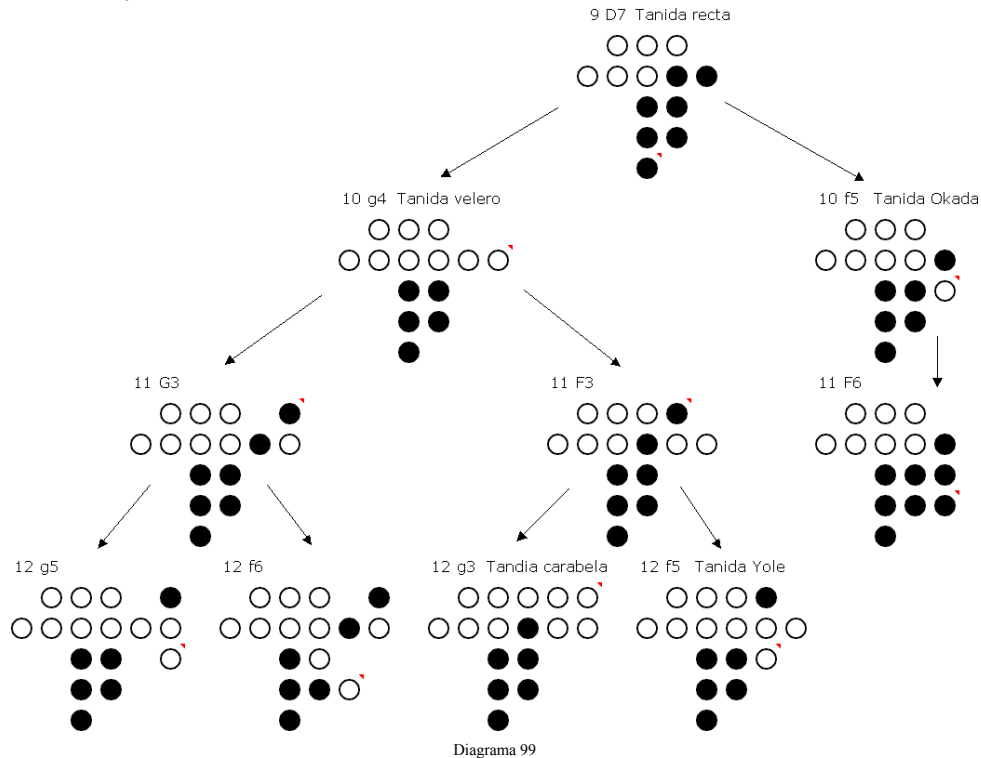 9 D7 Tanida recta
10 g4 Tanida velero
10 f5 Tanida Okada
11 G3
11 F3
11 F6
12 g5
12 f6
12 g3 Tandia carabela
12 f5 Tanida Yole
Diagrama 99